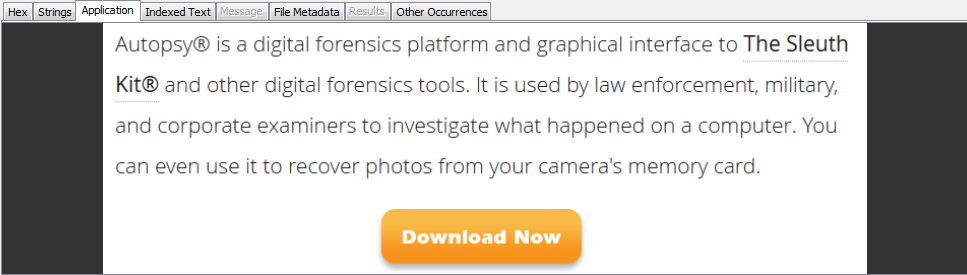 Hex Strings Application Indexed Text Message File Metadata Results Other Occurrences
Autopsy® is a digital forensics platform and graphical interface to The Sleuth
Kit® and other digital forensics tools. It is used by law enforcement, military,
and corporate examiners to investigate what happened on a computer. You
can even use it to recover photos from your camera's memory card.
Download Now